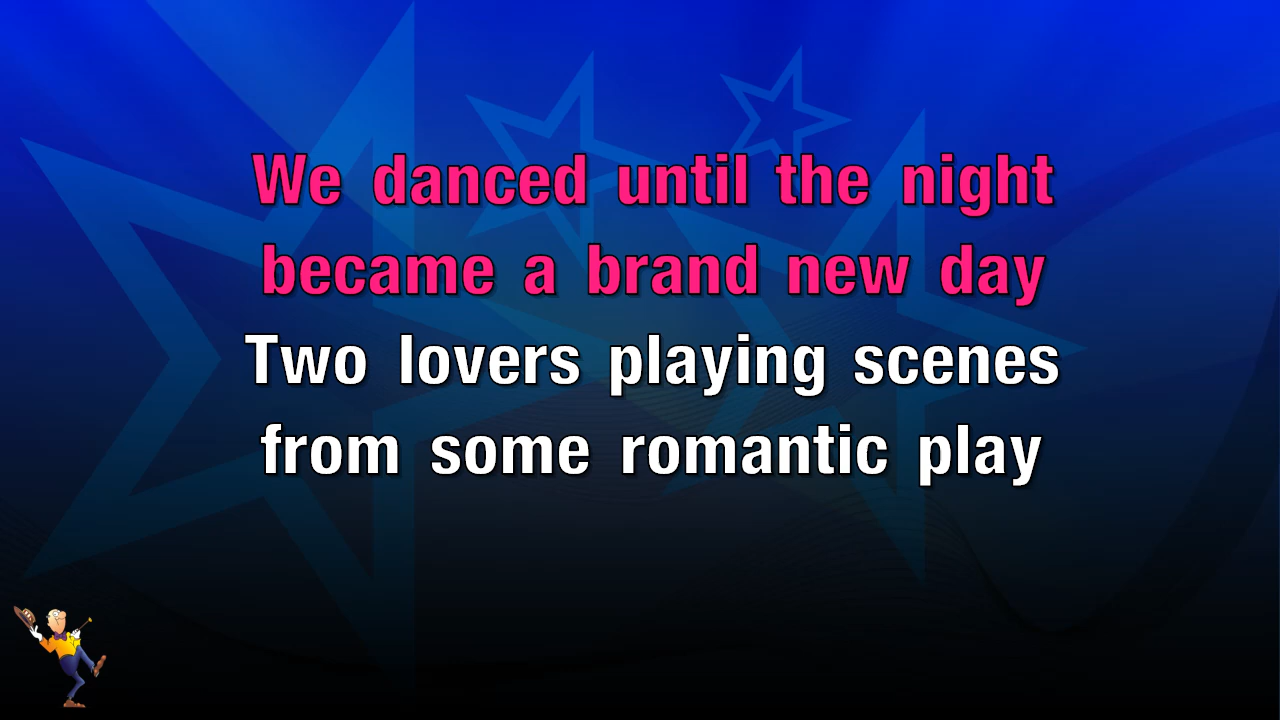 We danced until the night
became a brand new day
Two lovers playing scenes
from some romantic play